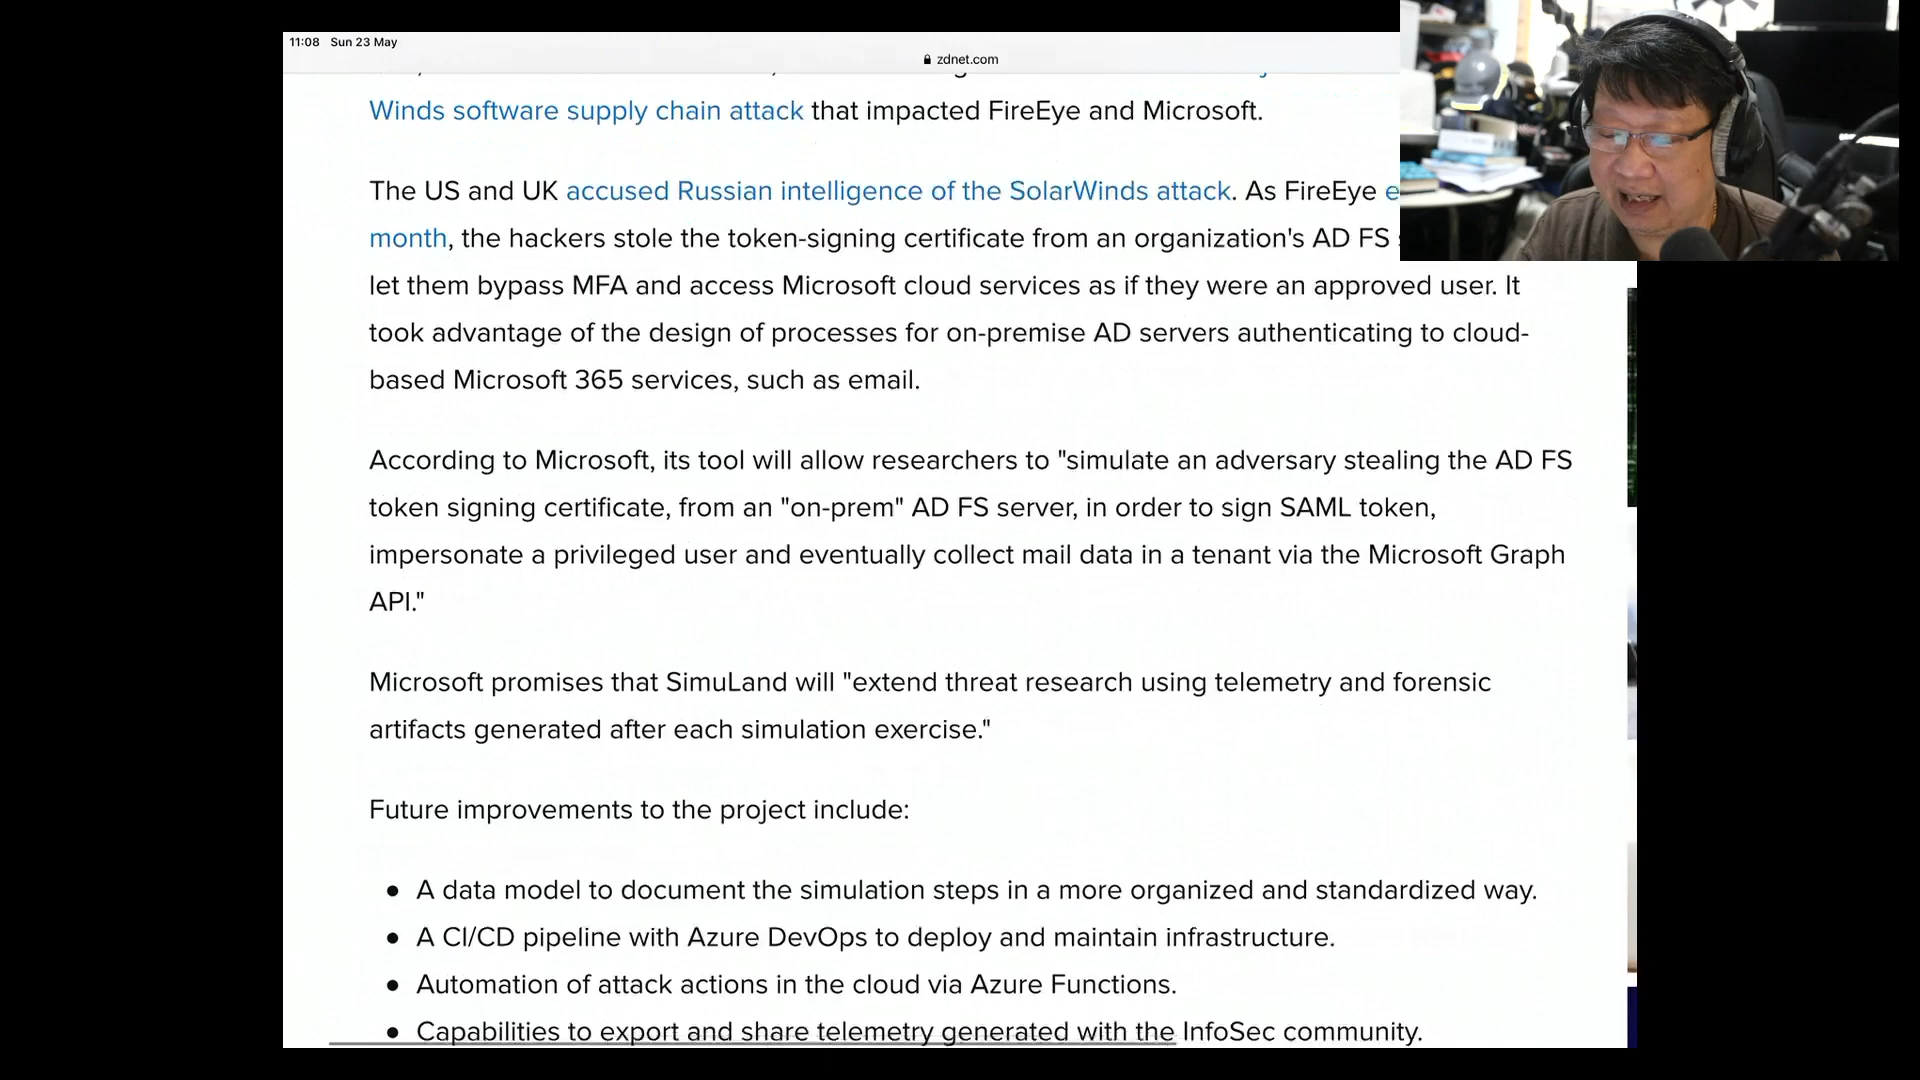 11:08 Sun 23 May
zdnet.com
Winds software supply chain attack that impacted FireEye and Microsoft.
The US and UK accused Russian intelligence of the SolarWinds attack. As FireEye
month, the hackers stole the token-signing certificate from an organization's AD FS
let them bypass MFA and access Microsoft cloud services as if they were an approved user. It
took advantage of the design of processes for on-premise AD servers authenticating to cloud-
based Microsoft 365 services, such as email.
According to Microsoft, its tool will allow researchers to "simulate an adversary stealing the AD FS
token signing certificate, from an "on-prem" AD FS server, in order to sign SAML token,
impersonate a privileged user and eventually collect mail data in a tenant via the Microsoft Graph
API."
Microsoft promises that SimuLand will "extend threat research using telemetry and forensic
artifacts generated after each simulation exercise."
Future improvements to the project include:
● A data model to document the simulation steps in a more organized and standardized way.
● A CI/CD pipeline with Azure DevOps to deploy and maintain infrastructure.
● Automation of attack actions in the cloud via Azure Functions.
● Capabilities to export and share telemetry generated with the InfoSec community.